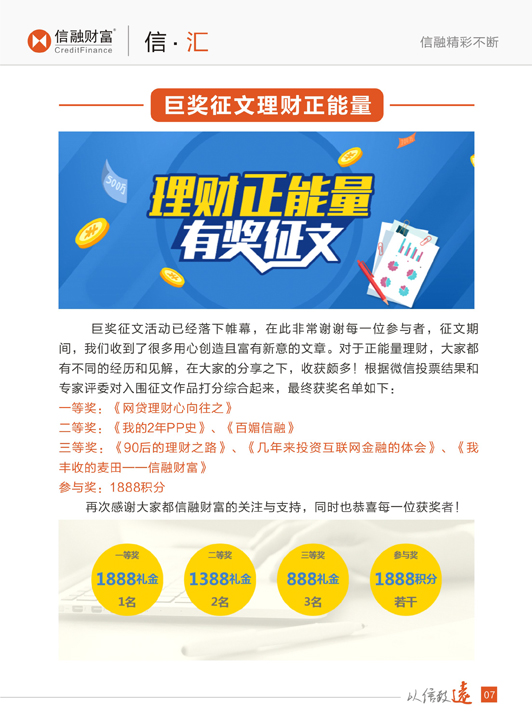 信融财富®
CreditFinance
信·汇
信融精彩不断
巨奖征文理财正能量
500万
理财正能量
有奖征文
巨奖征文活动已经落下帷幕，在此非常谢谢每一位参与者，征文期
间，我们收到了很多用心创造且富有新意的文章。对于正能量理财，大家都
有不同的经历和见解，在大家的分享之下，收获颇多！根据微信投票结果和
专家评委对入围征文作品打分综合起来，最终获奖名单如下：
一等奖：《网贷理财心向往之》
二等奖：《我的2年PP史》、《百媚信融》
三等奖：《90后的理财之路》、《几年来投资互联网金融的体会》、《我
丰收的麦田——信融财富》
参与奖：1888积分
再次感谢大家都信融财富的关注与支持，同时也恭喜每一位获奖者！
一等奖
1888礼金
1名
二等奖
1388礼金
2名
三等奖
888礼金
3名
参与奖
1888积分
若干
以信致远
07